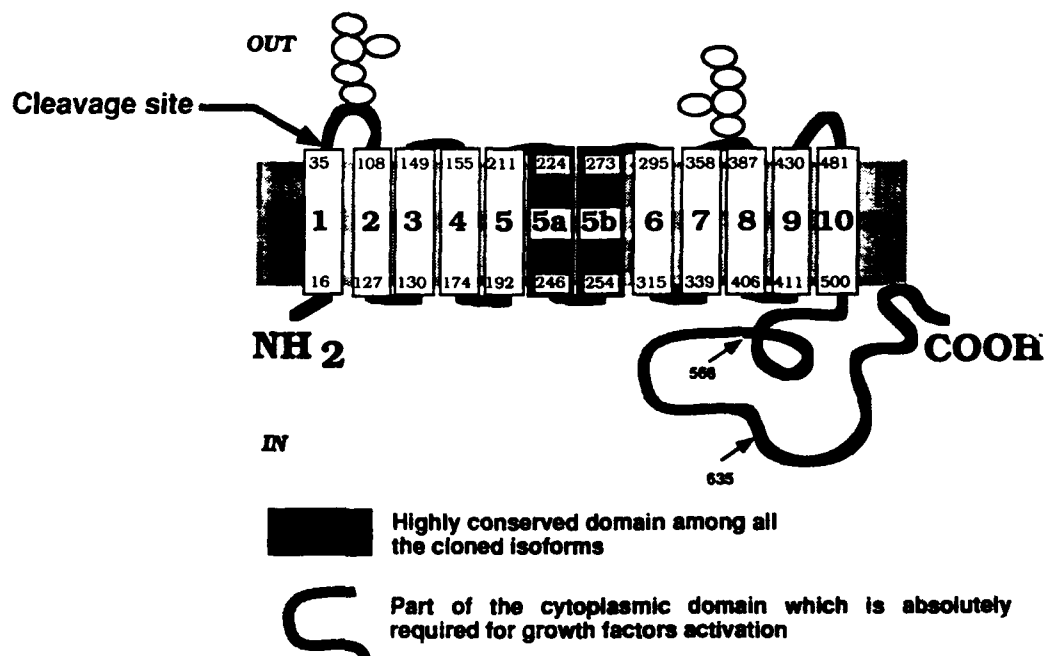 OUT
Cleavage site
35 108 149 155 211 224 273 295 358 387 430 481
1 2 3 4 5 5a 5b 6 7 8 9 10
16 127 130 174 192 246 254 315 339 406 411 500
NH2
COOH
568
IN
635
Highly conserved domain among all
the cloned isoforms
Part of the cytoplasmic domain which is absolutely
required for growth factors activation